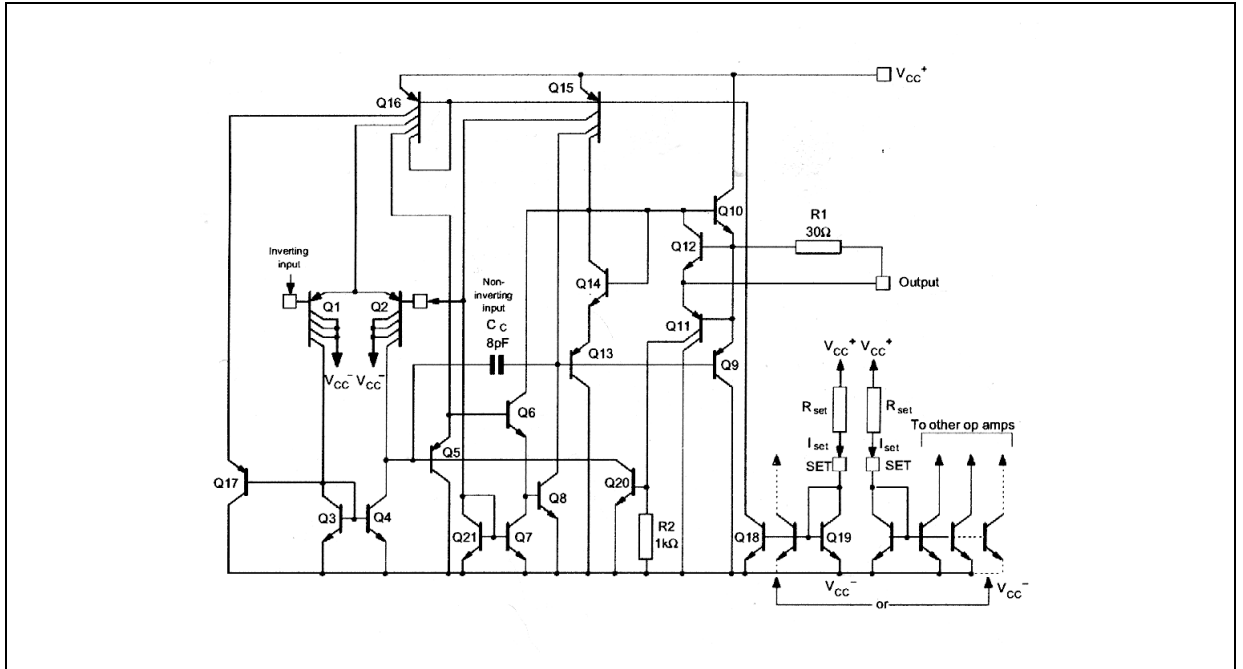 VCC+
Q16
Q15
Q10
R1
30Ω
Q12
Output
Inverting
input
Q14
Non-
inverting
input
CC
8pF
Q1
Q2
VCC−
VCC−
Q11
Q13
Q9
VCC+
VCC+
Rset
Rset
To other op amps
Iset
Iset
SET
SET
Q6
Q5
Q17
Q20
Q8
Q3
Q4
Q21
Q7
R2
1kΩ
Q18
Q19
VCC−
VCC−
or